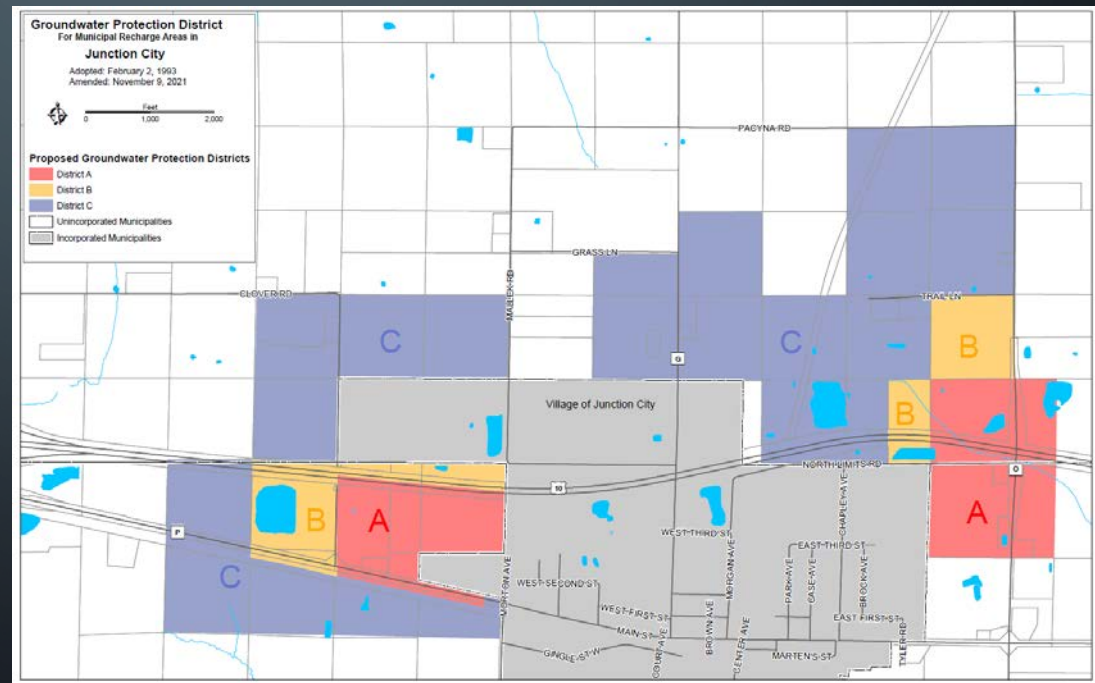 Groundwater Protection District
For Municipal Recharge Areas in
Junction City
Adopted: February 2, 1993
Amended: November 9, 2021
Feet
0 1,000 2,000
Proposed Groundwater Protection Districts
District A
District B
District C
Unincorporated Municipalities
Incorporated Municipalities
PACYNA RD
GRASS LN
CLOVER RD
MABLEK RD
TRAIL LN
C
C
B
G
Village of Junction City
B
NORTH LIMITS RD
O
10
P
B
A
A
C
WEST THIRD ST
MORGAN AVE
CHAPLEY AVE
EAST THIRD ST
PARK AVE
CASE AVE
BROCK AVE
MORTON AVE
WEST SECOND ST
WEST FIRST ST
BROWN AVE
EAST FIRST ST
MAIN ST
COURT AVE
CENTER AVE
TYLER RD
GINGLE ST W
MARTEN'S ST